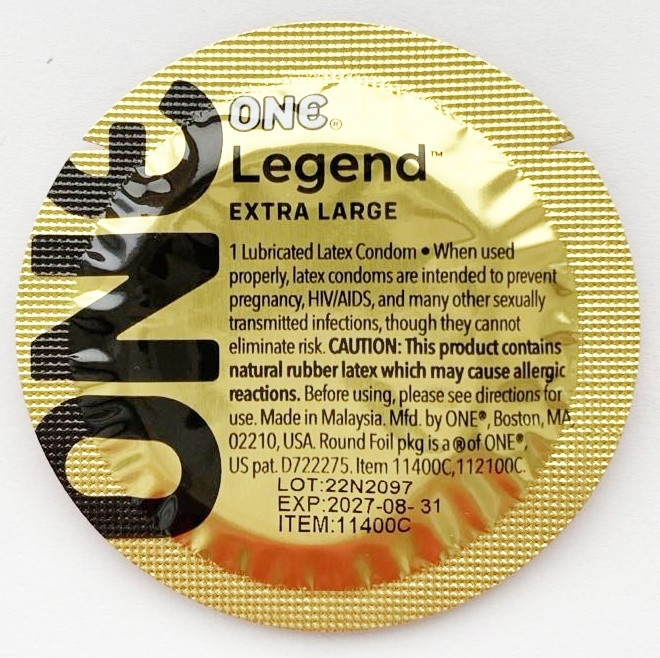 ONE
ONE®
Legend™
EXTRA LARGE
1 Lubricated Latex Condom • When used
properly, latex condoms are intended to prevent
pregnancy, HIV/AIDS, and many other sexually
transmitted infections, though they cannot
eliminate risk. CAUTION: This product contains
natural rubber latex which may cause allergic
reactions. Before using, please see directions for
use. Made in Malaysia. Mfd. by ONE®, Boston, MA
02210, USA. Round Foil pkg is a ® of ONE®,
US pat. D722275. Item 11400C,112100C.
LOT:22N2097
EXP:2027-08-31
ITEM:11400C